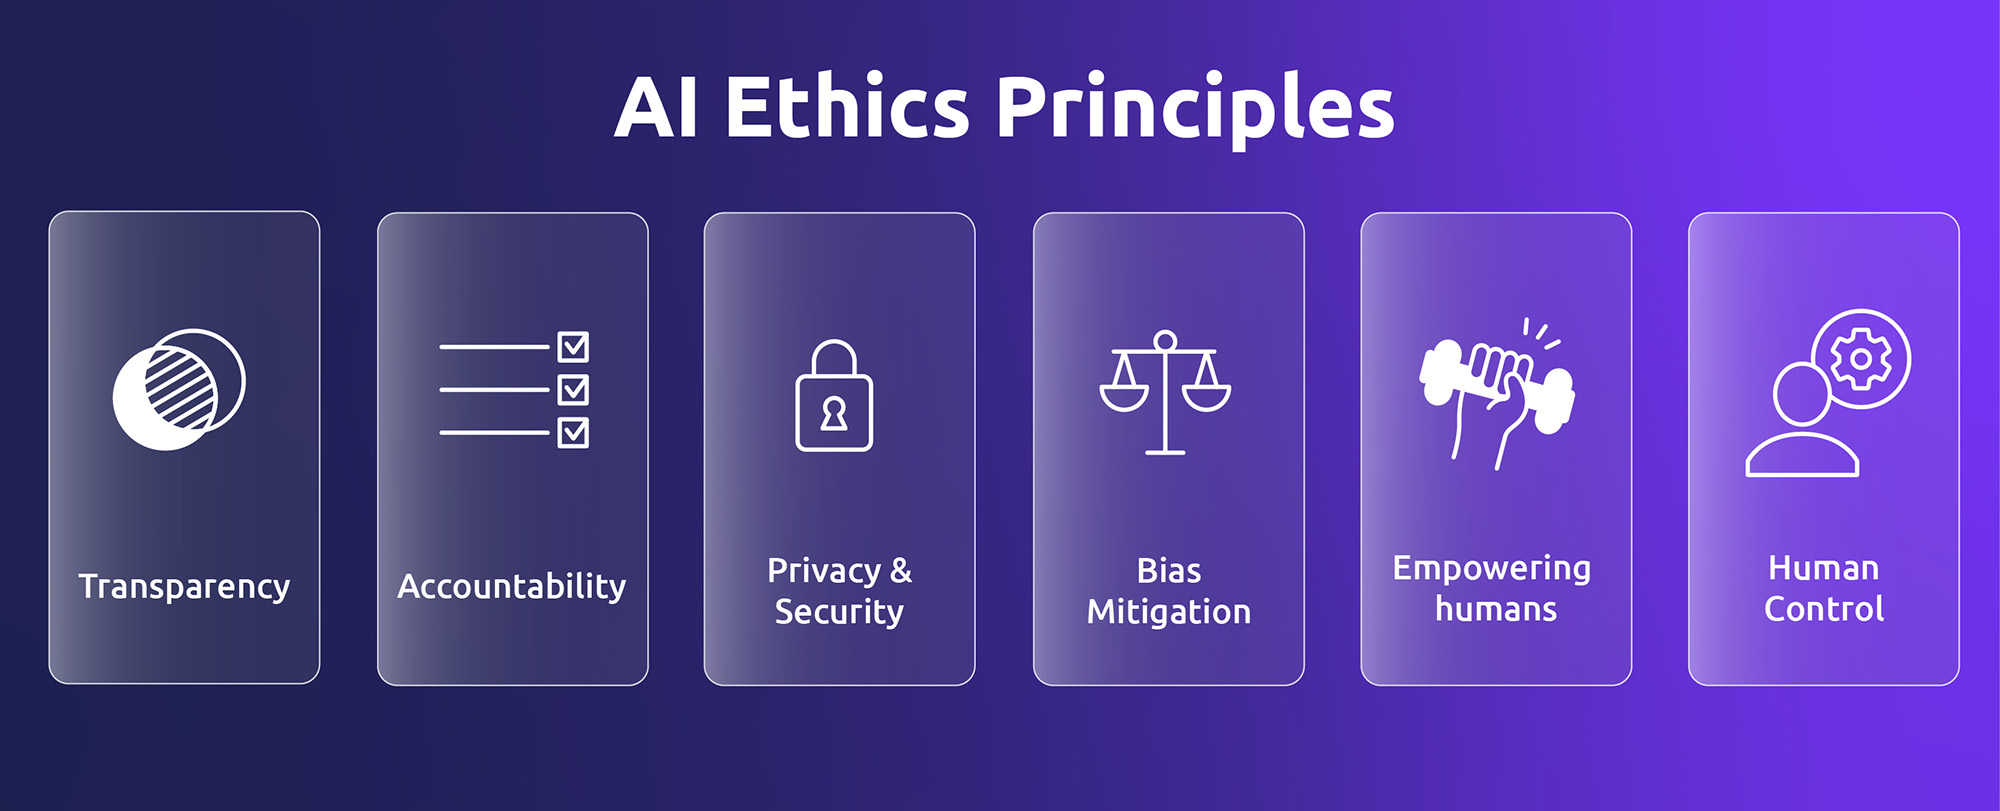 AI Ethics Principles
Transparency
Accountability
Privacy &
Security
Bias
Mitigation
Empowering
humans
Human
Control